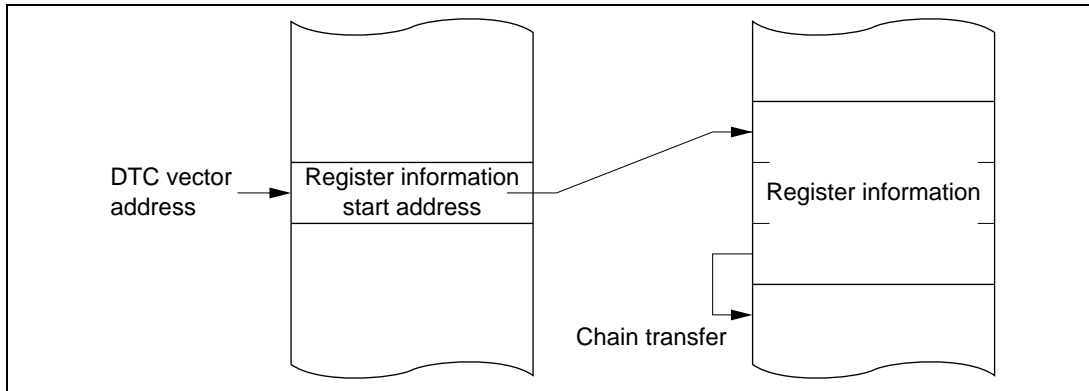 DTC vector
address
Register information
start address
Register information
Chain transfer